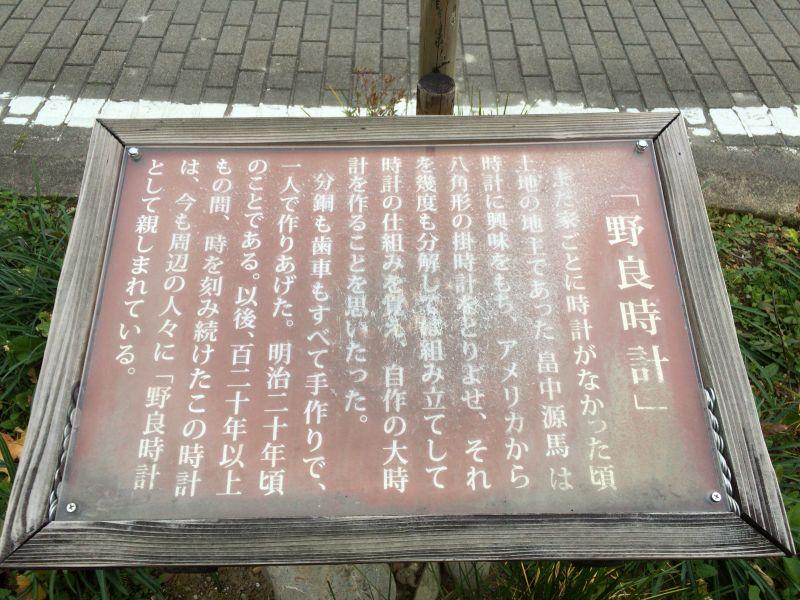 「野良時計」
まだ家ごとに時計がなかった頃
土地の地主であった 畠中源馬は
時計に興味をもち、アメリカから
八角形の掛時計をとりよせ、それ
を幾度も分解して は組み立てして
時計の仕組みを覚え、自作の大時
計を作ることを思いたった。
分銅も歯車もすべて手作りで、
一人で作りあげた。明治二十年頃
のことである。以後、百二十年以上
もの間、時を刻み続けたこの時計
は、今も周辺の人々に「野良時計
として親しまれている。